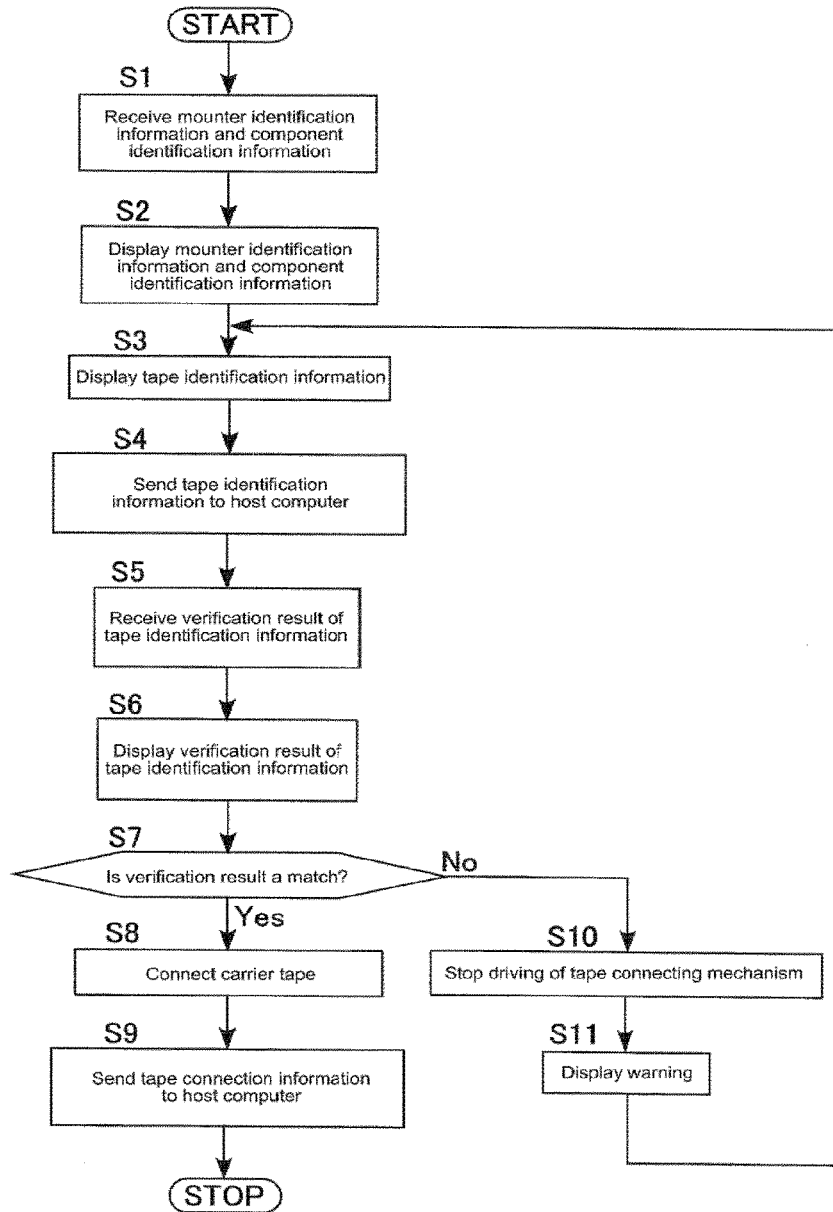 START
S1
Receive mounter identification
information and component
identification information
S2
Display mounter identification
information and component
identification information
S3
Display tape identification information
S4
Send tape identification
information to host computer
S5
Receive verification result of
tape identification information
S6
Display verification result of
tape identification information
S7
Is verification result a match?
No
Yes
S8
Connect carrier tape
S9
Send tape connection information
to host computer
STOP
S10
Stop driving of tape connecting mechanism
S11
Display warning